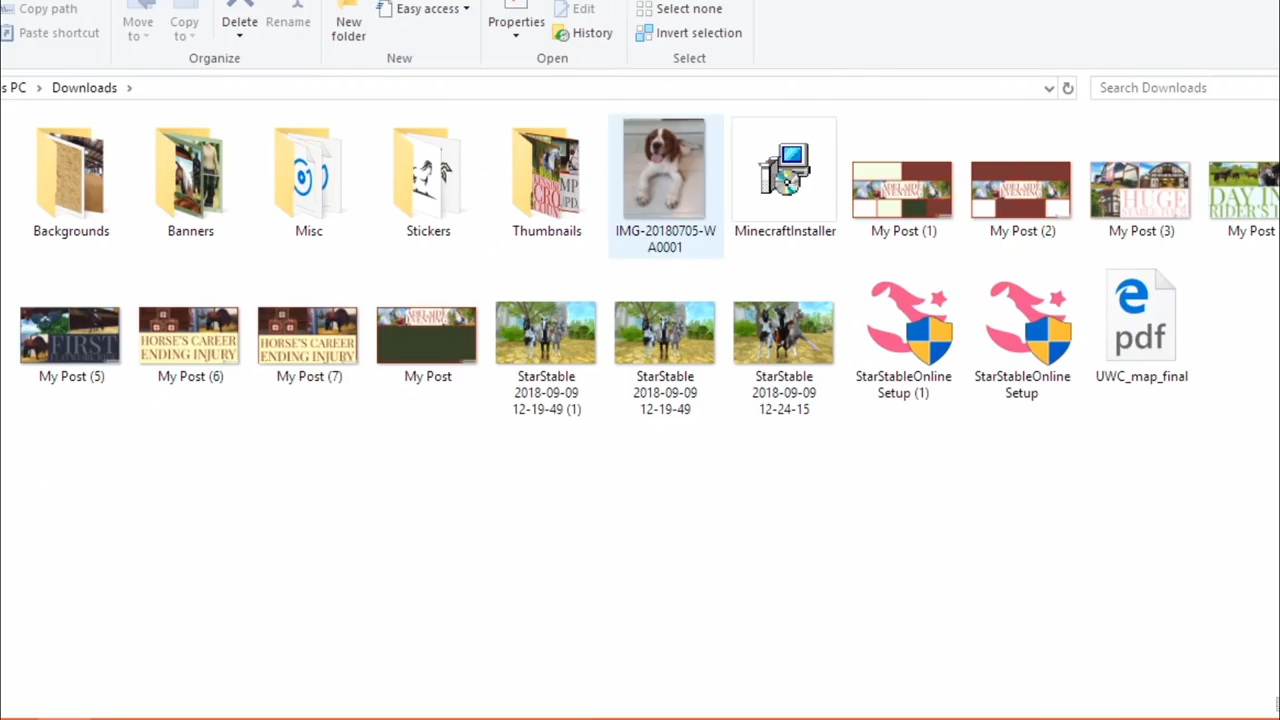 Copy path
Paste shortcut
Move
to
Copy
to
Delete
Rename
New
folder
Easy access
Properties
Edit
History
Select none
Invert selection
Organize
New
Open
Select
s PC > Downloads >
Search Downloads
Backgrounds
Banners
Misc
Stickers
Thumbnails
IMG-20180705-W
A0001
MinecraftInstaller
My Post (1)
My Post (2)
HUGE
My Post (3)
DAY IN
RIDER'S
My Post
FIRST
My Post (5)
HORSE'S CAREER
ENDING INJURY
My Post (6)
HORSE'S CAREER
ENDING INJURY
My Post (7)
My Post
StarStable
2018-09-09
12-19-49 (1)
StarStable
2018-09-09
12-19-49
StarStable
2018-09-09
12-24-15
StarStableOnline
Setup (1)
StarStableOnline
Setup
pdf
UWC_map_final